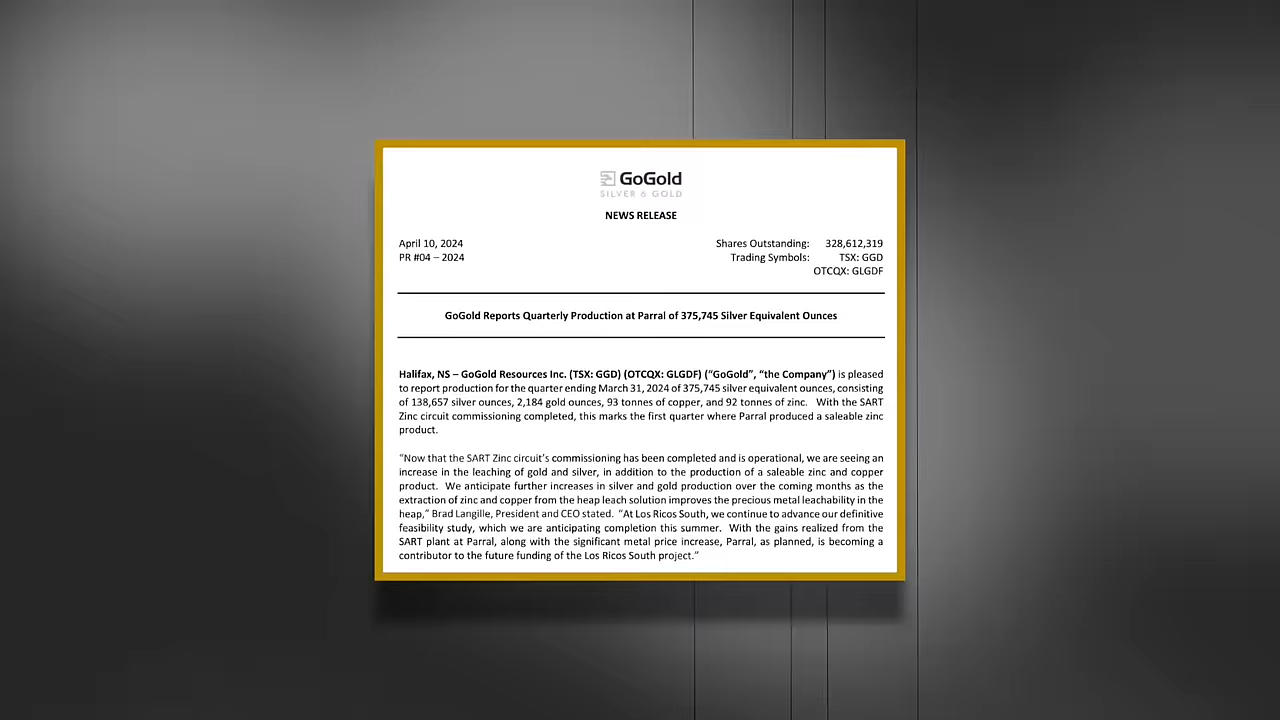 GoGold
SILVER & GOLD
NEWS RELEASE
April 10, 2024
Shares Outstanding: 328,612,319
PR #04 – 2024
Trading Symbols: TSX: GGD
OTCQX: GLGDF
GoGold Reports Quarterly Production at Parral of 375,745 Silver Equivalent Ounces
Halifax, NS – GoGold Resources Inc. (TSX: GGD) (OTCQX: GLGDF) (“GoGold”, “the Company”) is pleased
to report production for the quarter ending March 31, 2024 of 375,745 silver equivalent ounces, consisting
of 138,657 silver ounces, 2,184 gold ounces, 93 tonnes of copper, and 92 tonnes of zinc. With the SART
Zinc circuit commissioning completed, this marks the first quarter where Parral produced a saleable zinc
product.
“Now that the SART Zinc circuit’s commissioning has been completed and is operational, we are seeing an
increase in the leaching of gold and silver, in addition to the production of a saleable zinc and copper
product. We anticipate further increases in silver and gold production over the coming months as the
extraction of zinc and copper from the heap leach solution improves the precious metal leachability in the
heap,” Brad Langille, President and CEO stated. “At Los Ricos South, we continue to advance our definitive
feasibility study, which we are anticipating completion this summer. With the gains realized from the
SART plant at Parral, along with the significant metal price increase, Parral, as planned, is becoming a
contributor to the future funding of the Los Ricos South project.”